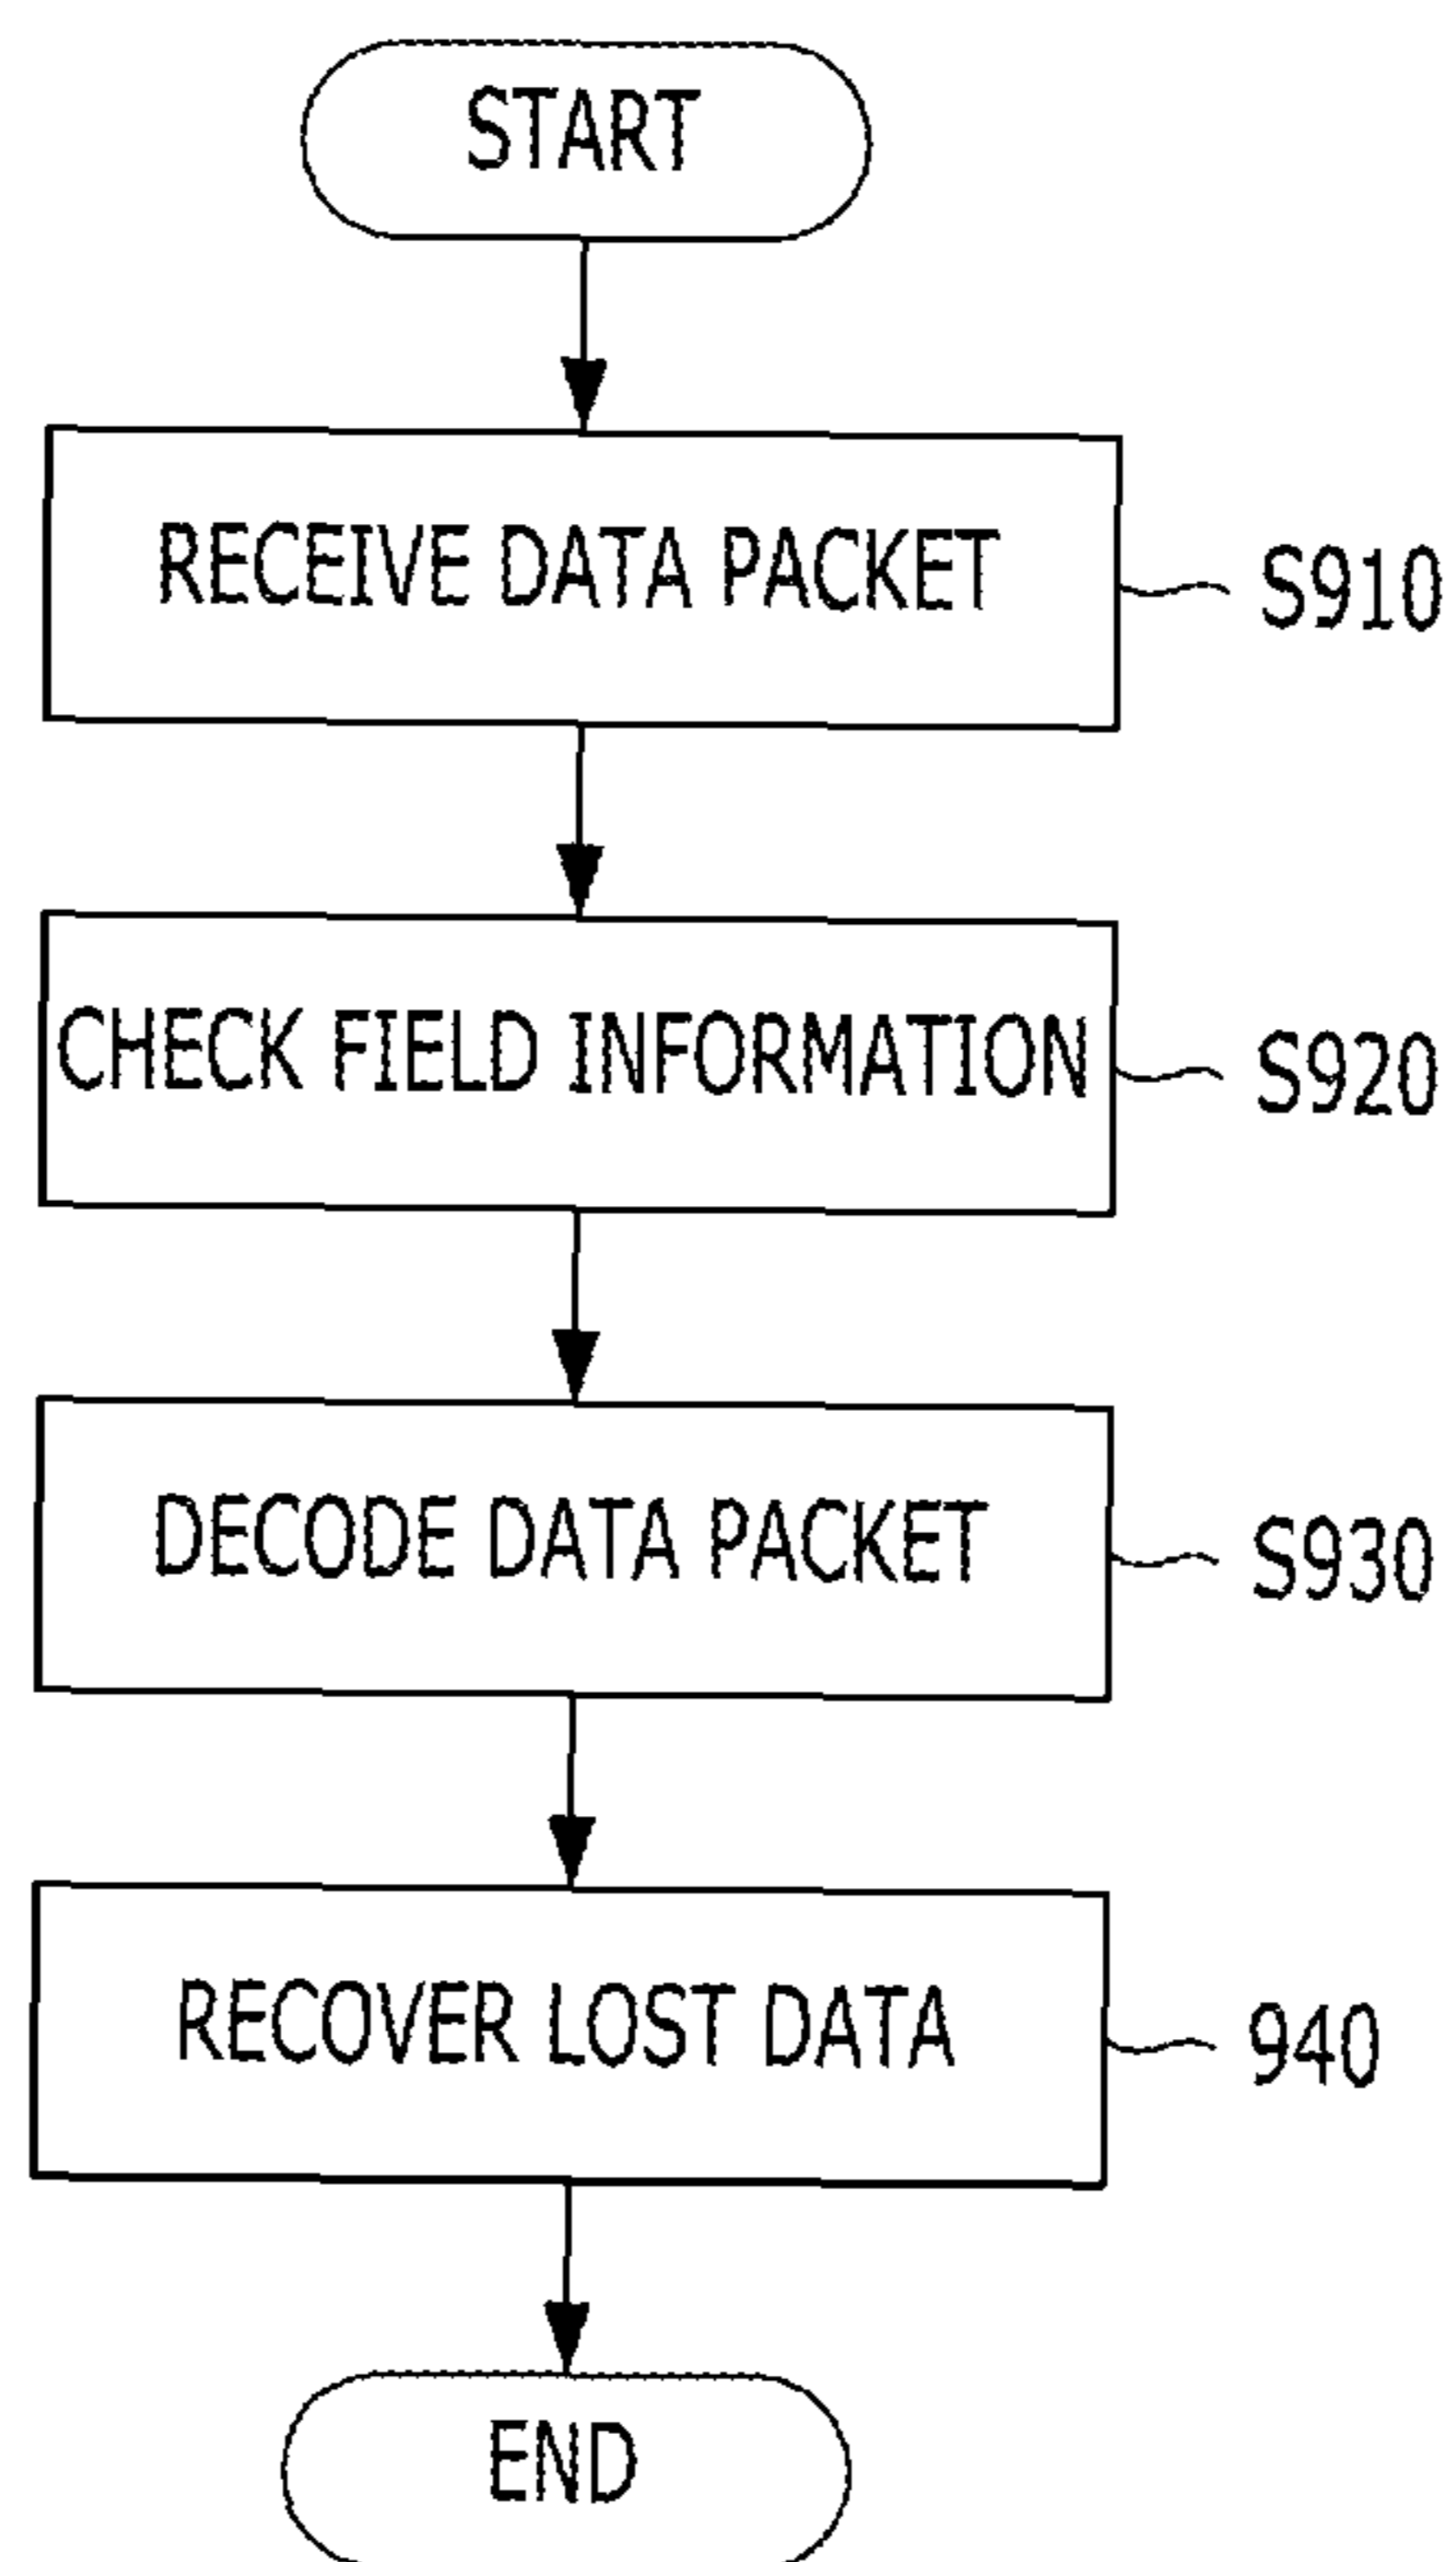 START
RECEIVE DATA PACKET
S910
CHECK FIELD INFORMATION
S920
DECODE DATA PACKET
S930
RECOVER LOST DATA
940
END